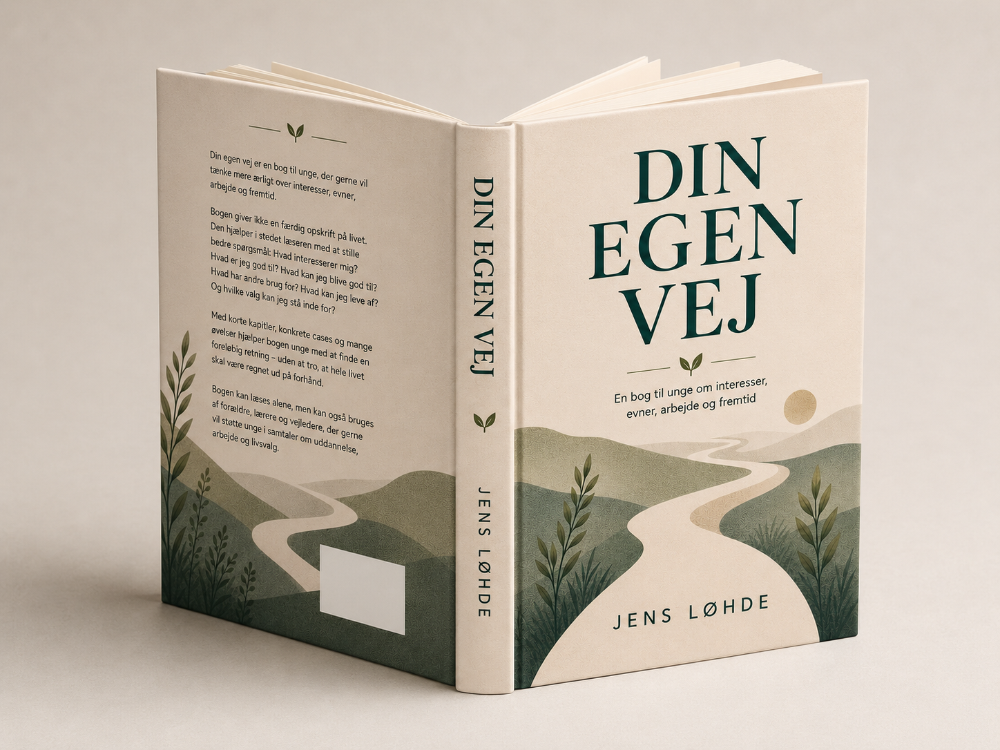 Din egen vej er en bog til unge, der gerne vil
tænke mere ærligt over interesser, evner,
arbejde og fremtid.
Bogen giver ikke en færdig opskrift på livet.
Den hjælper i stedet læseren med at stille
bedre spørgsmål: Hvad interesserer mig?
Hvad er jeg god til? Hvad kan jeg blive god til?
Hvad har andre brug for? Hvad kan jeg leve af?
Og hvilke valg kan jeg stå inde for?
Med korte kapitler, konkrete cases og mange
øvelser hjælper bogen unge med at finde en
foreløbig retning – uden at tro, at hele livet
skal være regnet ud på forhånd.
Bogen kan læses alene, men kan også bruges
af forældre, lærere og vejledere, der gerne
vil støtte unge i samtaler om uddannelse,
arbejde og livsvalg.
DIN EGEN VEJ
JENS LØHDE
DIN
EGEN
VEJ
En bog til unge om interesser,
evner, arbejde og fremtid
JENS LØHDE